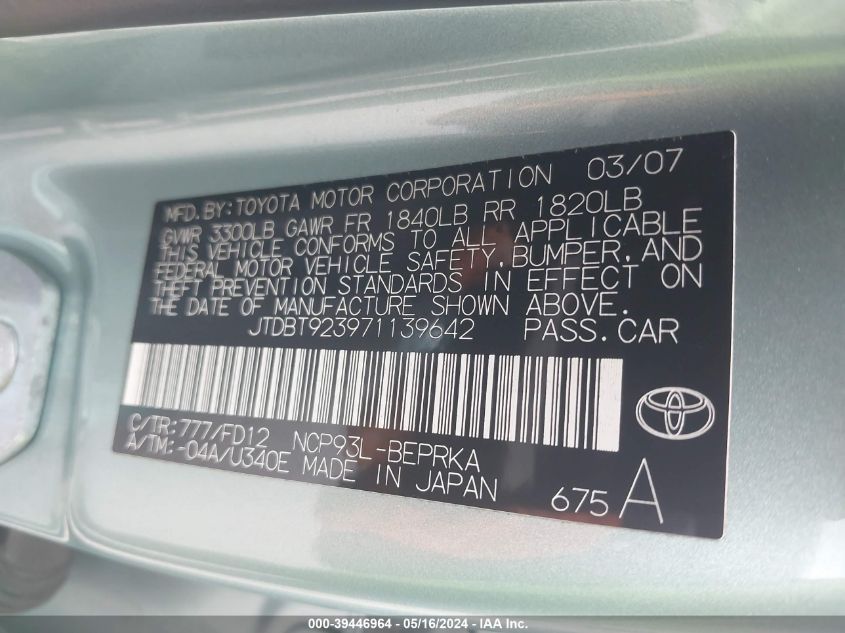 MFD. BY: TOYOTA MOTOR CORPORATION 03/07
GVWR 3300LB GAWR FR 1840LB RR 1820LB
THIS VEHICLE CONFORMS TO ALL APPLICABLE
FEDERAL MOTOR VEHICLE SAFETY, BUMPER, AND
THEFT PREVENTION STANDARDS IN EFFECT ON
THE DATE OF MANUFACTURE SHOWN ABOVE.
JTDBT923971139642 PASS. CAR
C/TR: 777/FD12 NCP93L-BEPRKA
A/TM: -04A/U340E MADE IN JAPAN
675 A
000-39446964 - 05/16/2024 - IAA Inc.